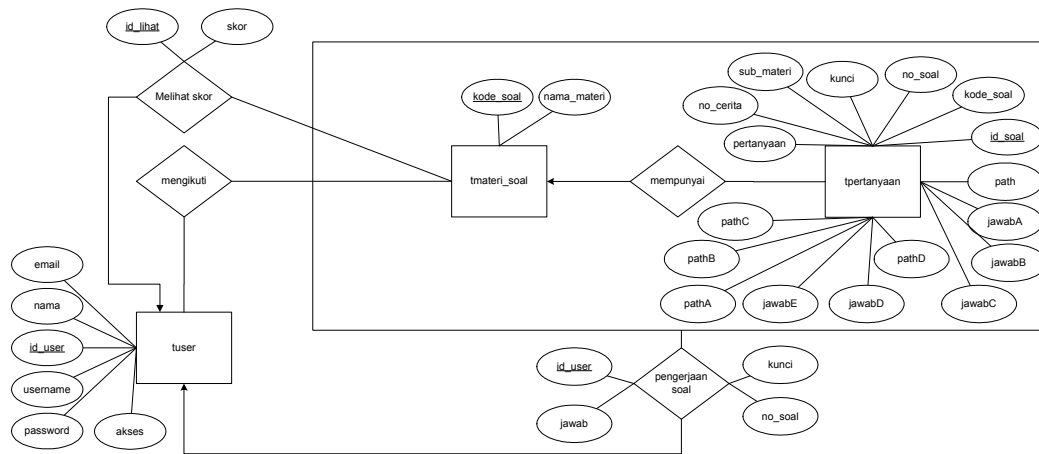 id_lihat
skor
Melihat skor
mengikuti
kode_soal
nama_materi
tmateri_soal
mempunyai
sub_materi
kunci
no_soal
no_cerita
kode_soal
pertanyaan
id_soal
tpertanyaan
path
jawabA
jawabB
jawabC
pathC
pathB
pathA
jawabE
jawabD
pathD
email
nama
id_user
username
password
akses
tuser
id_user
jawab
pengerjaan
soal
kunci
no_soal